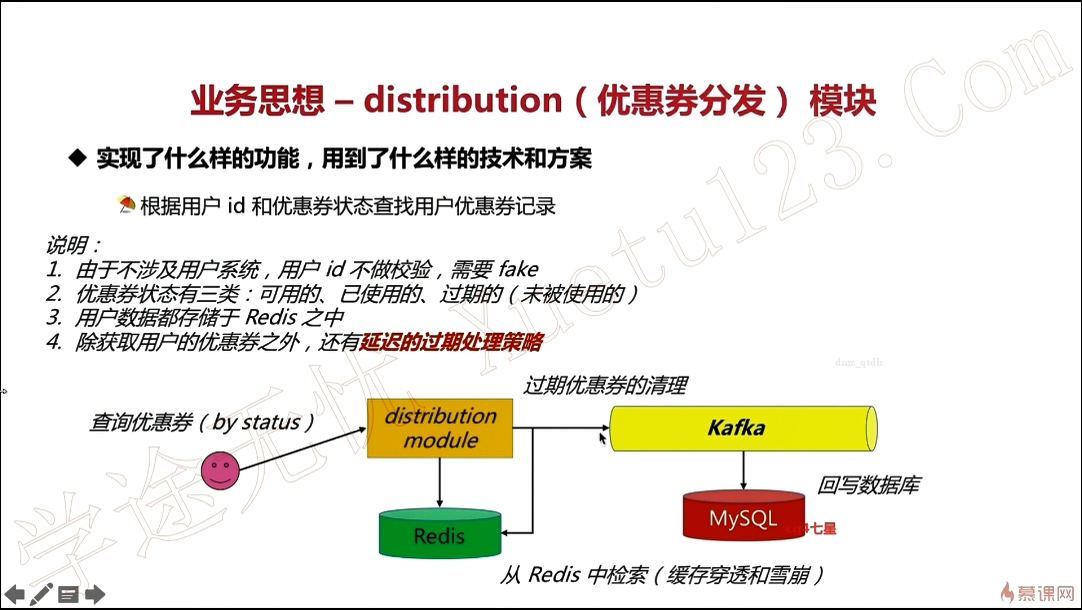 业务思想 – distribution（优惠券分发） 模块
◆ 实现了什么样的功能，用到了什么样的技术和方案
根据用户 id 和优惠券状态查找用户优惠券记录
说明：
1. 由于不涉及用户系统，用户 id 不做校验，需要 fake
2. 优惠券状态有三类：可用的、已使用的、过期的（未被使用的）
3. 用户数据都存储于 Redis 之中
4. 除获取用户的优惠券之外，还有延迟的过期处理策略
dmz_qtdh
过期优惠券的清理
查询优惠券（by status）
distribution
module
Kafka
回写数据库
Redis
MySQL
七星
从 Redis 中检索（缓存穿透和雪崩）
慕课网
学途无忧 Xuetu123.Com